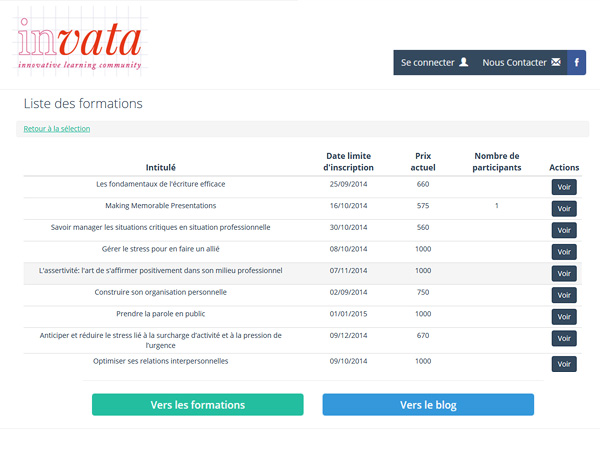 invata
innovative learning community
Se connecter Nous Contacter f
Liste des formations
Retour à la sélection
Intitulé Date limite d'inscription Prix actuel Nombre de participants Actions
Les fondamentaux de l'écriture efficace 25/09/2014 660 Voir
Making Memorable Presentations 16/10/2014 575 1 Voir
Savoir manager les situations critiques en situation professionnelle 30/10/2014 560 Voir
Gérer le stress pour en faire un allié 08/10/2014 1000 Voir
L'assertivité: l'art de s'affirmer positivement dans son milieu professionnel 07/11/2014 1000 Voir
Construire son organisation personnelle 02/09/2014 750 Voir
Prendre la parole en public 01/01/2015 1000 Voir
Anticiper et réduire le stress lié à la surcharge d'activité et à la pression de 09/12/2014 670 Voir
l'urgence
Optimiser ses relations interpersonnelles 09/10/2014 1000 Voir
Vers les formations Vers le blog